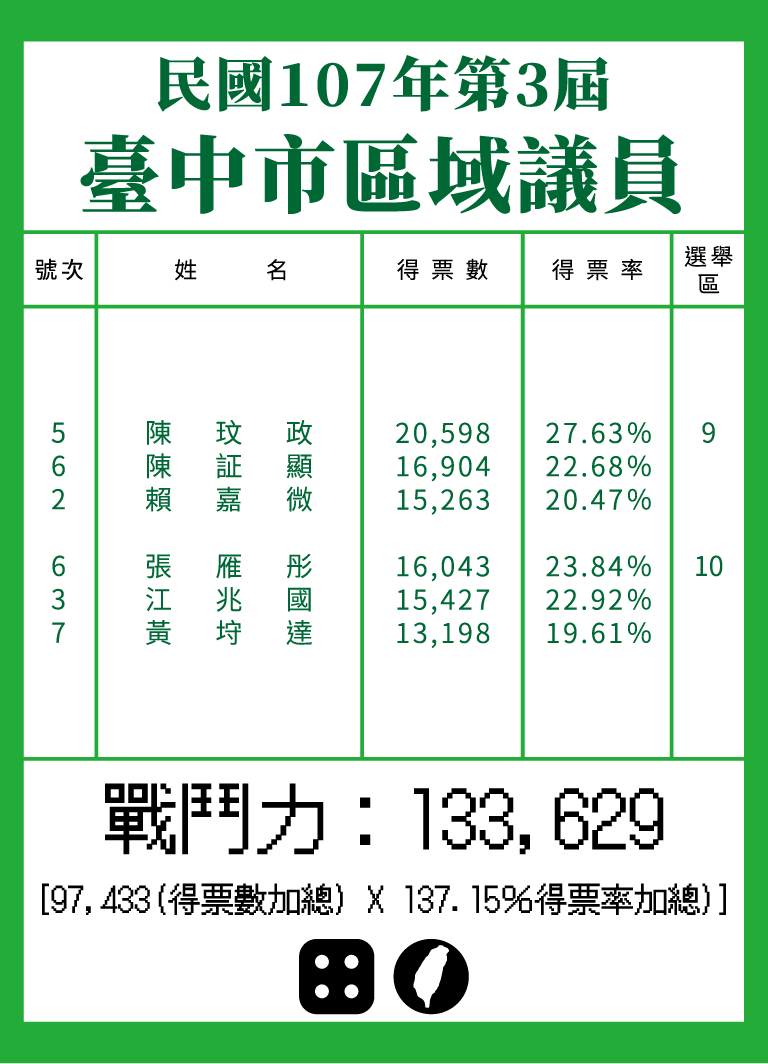 民國107年第3屆
臺中市區域議員
號次 姓名 得票數 得票率 選舉區
5 陳玟政 20,598 27.63% 9
6 陳証顯 16,904 22.68%
2 賴嘉微 15,263 20.47%
6 張雁彤 16,043 23.84% 10
3 江兆國 15,427 22.92%
7 黃垨達 13,198 19.61%
戰鬥力：133,629
[97,433(得票數加總) X 137.15%得票率加總)]